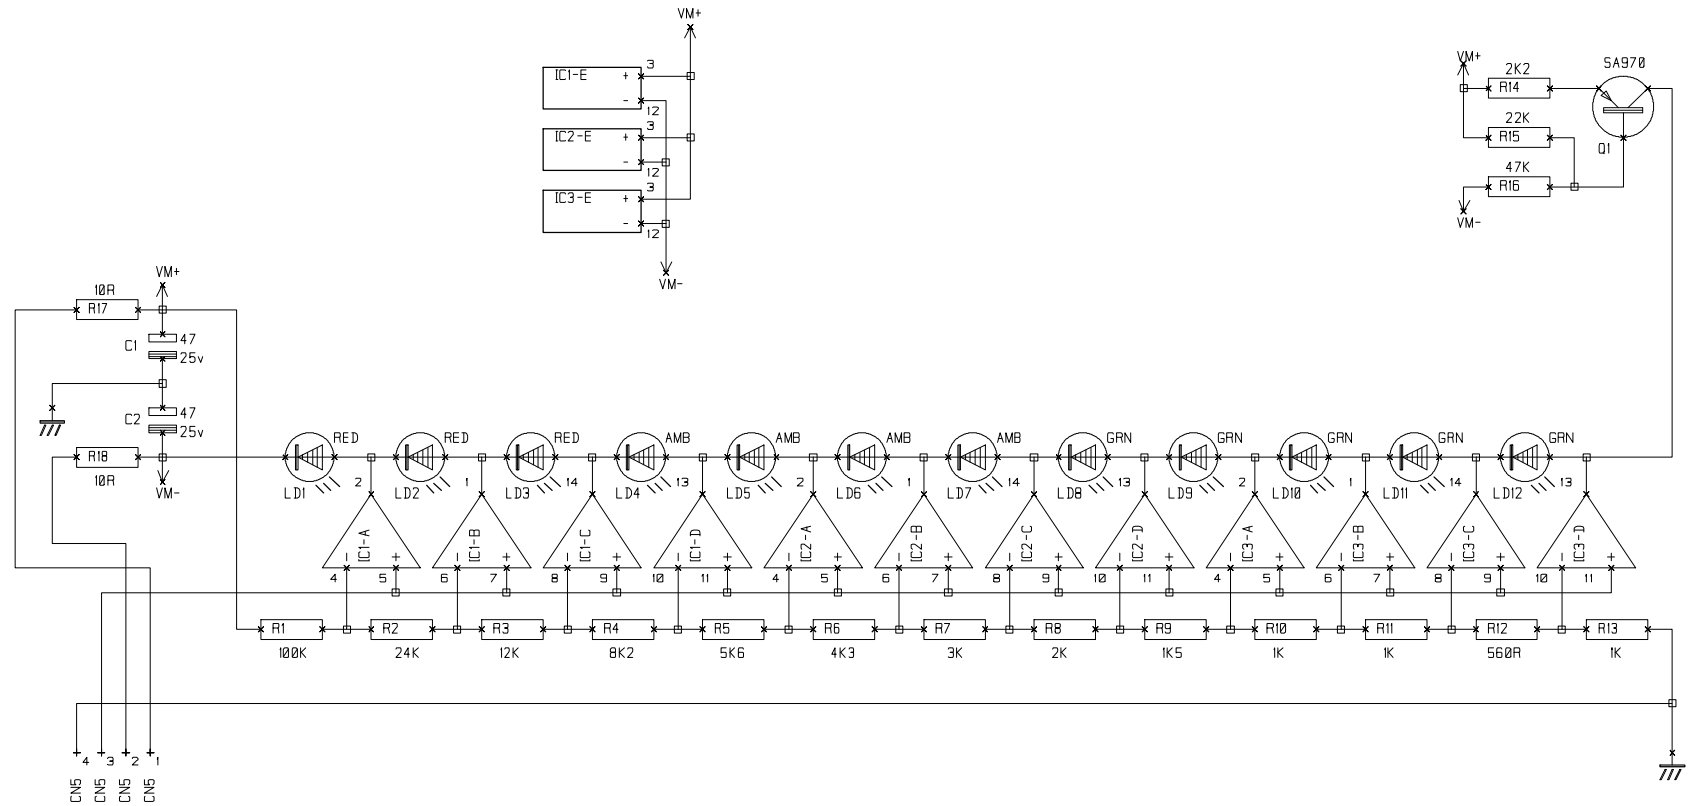 VM+
IC1-E + 3
- 12
IC2-E + 3
- 12
IC3-E + 3
- 12
VM-
VM+
2K2
R14
SA970
22K
R15
Q1
47K
R16
VM-
VM+
10R
R17
C1 47
25v
C2 47
25v
R18
10R
VM-
RED RED RED AMB AMB AMB AMB GRN GRN GRN GRN GRN
LD1 2 LD2 1 LD3 14 LD4 13 LD5 2 LD6 1 LD7 14 LD8 13 LD9 2 LD10 1 LD11 14 LD12 13
IC1-A IC1-B IC1-C IC1-D IC2-A IC2-B IC2-C IC2-D IC3-A IC3-B IC3-C IC3-D
- + - + - + - + - + - + - + - + - + - + - + - +
4 5 6 7 8 9 10 11 4 5 6 7 8 9 10 11 4 5 6 7 8 9 10 11
R1 R2 R3 R4 R5 R6 R7 R8 R9 R10 R11 R12 R13
100K 24K 12K 8K2 5K6 4K3 3K 2K 1K5 1K 1K 560R 1K
4 3 2 1
CN5 CN5 CN5 CN5